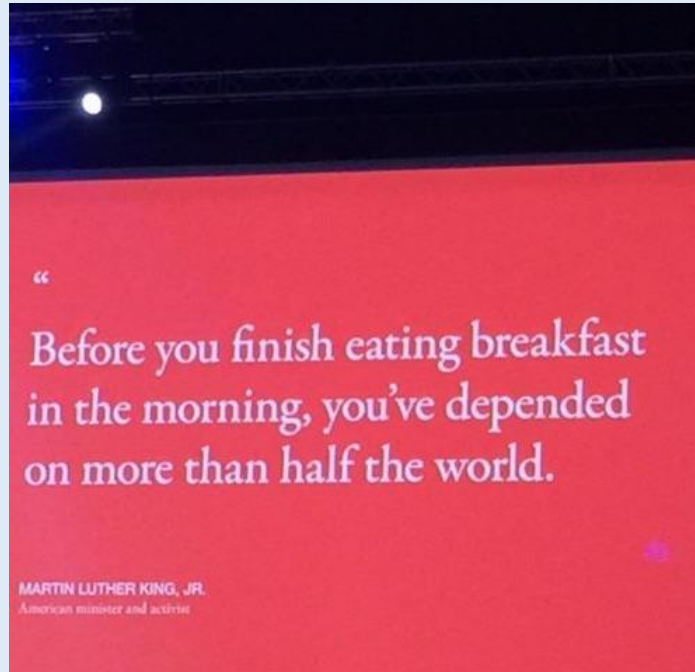 “
Before you finish eating breakfast
in the morning, you’ve depended
on more than half the world.
MARTIN LUTHER KING, JR.
American minister and activist